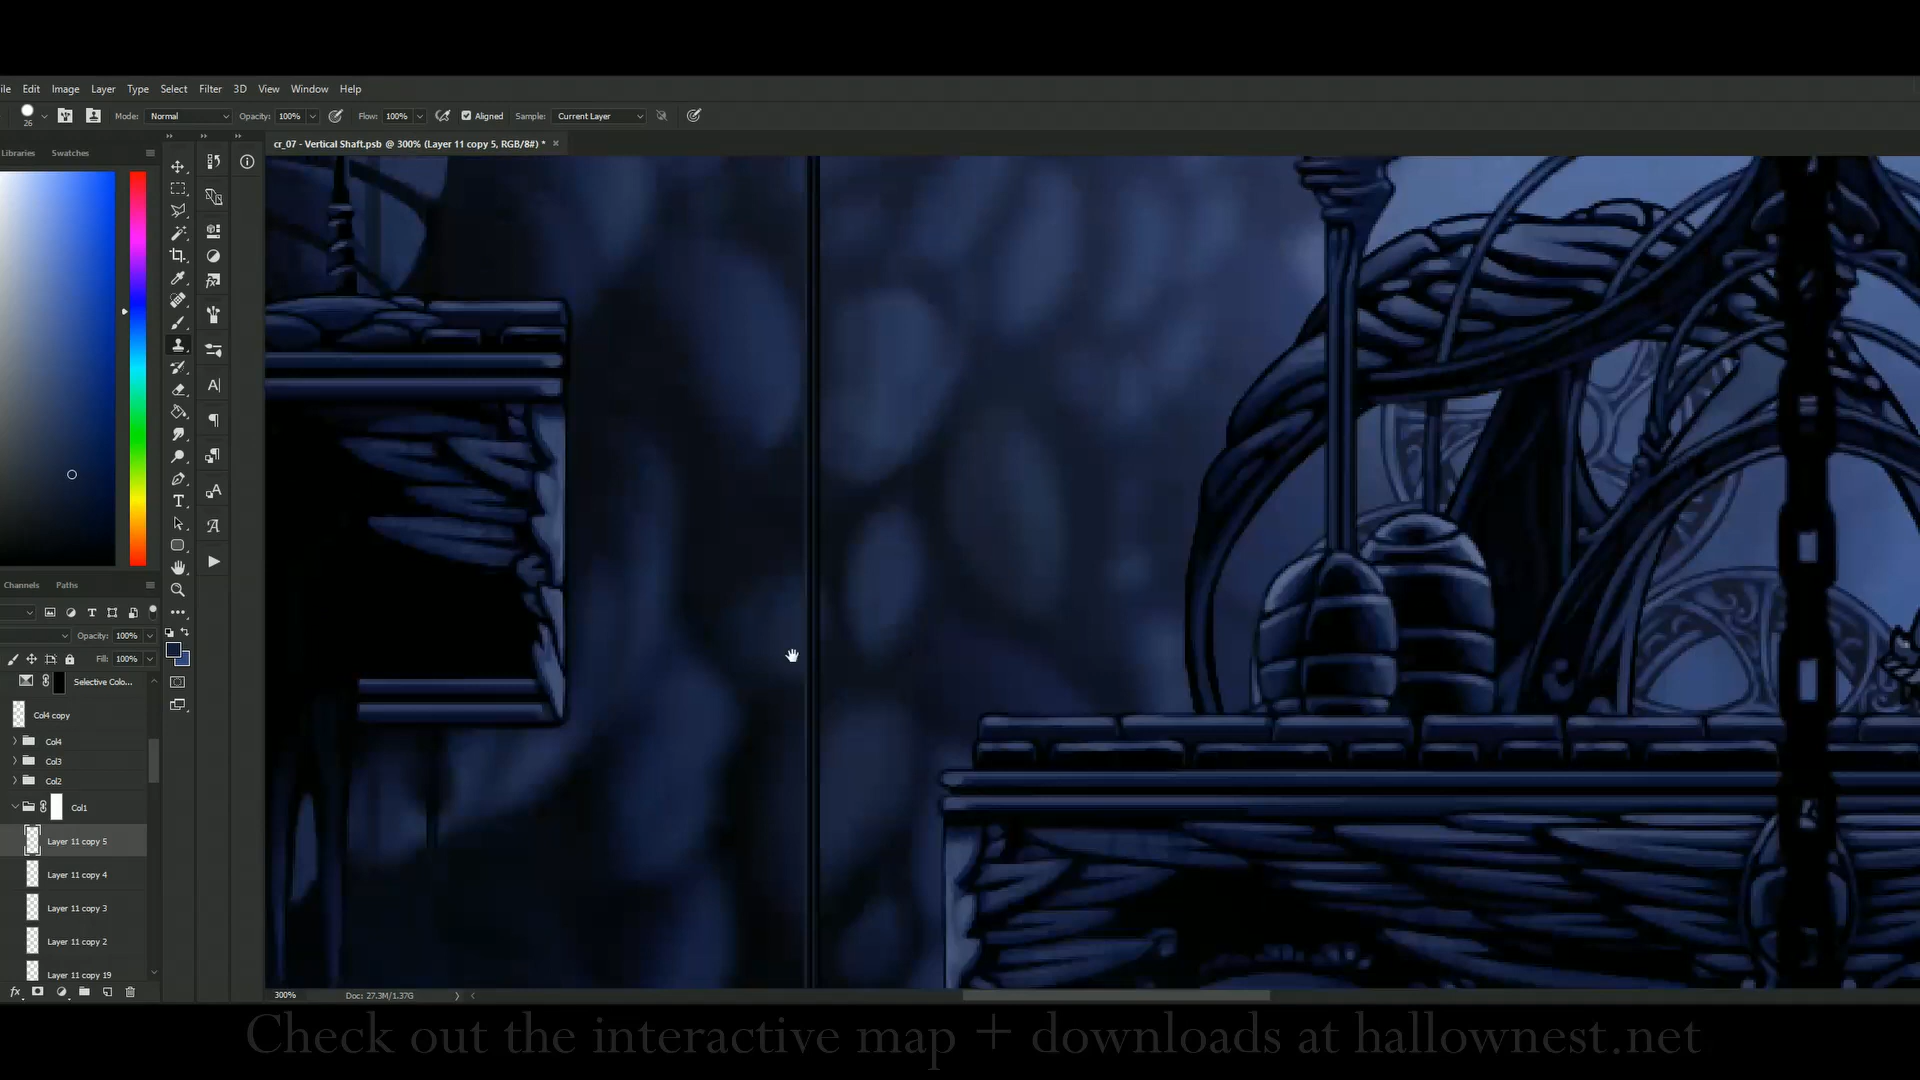 ile Edit Image Layer Type Select Filter 3D View Window Help
26 Mode: Normal Opacity: 100% Flow: 100% Aligned Sample: Current Layer
cr_07 - Vertical Shaft.psb @ 300% (Layer 11 copy 5, RGB/8#) * ×
Libraries Swatches
Channels Paths
Opacity: 100%
Fill: 100%
Selective Colo...
Col4 copy
Col4
Col3
Col2
Col1
Layer 11 copy 5
Layer 11 copy 4
Layer 11 copy 3
Layer 11 copy 2
Layer 11 copy 19
300% Doc: 27.3M/1.37G
Check out the interactive map + downloads at hallownest.net